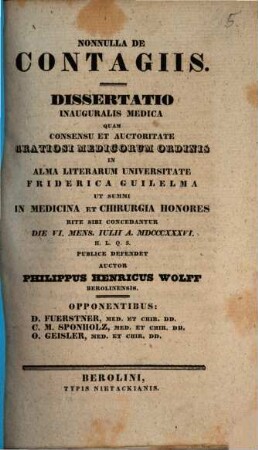 5.
NONNULLA DE
CONTAGIIS.
DISSERTATIO
INAUGURALIS MEDICA
QUAM
CONSENSU ET AUCTORITATE
GRATIOSI MEDICORUM ORDINIS
IN
ALMA LITERARUM UNIVERSITATE
FRIDERICA GUILELMA
UT SUMMI
IN MEDICINA ET CHIRURGIA HONORES
RITE SIBI CONCEDANTUR
DIE VI. MENS. IULII A. MDCCCXXXVI.
H. L. Q. S.
PUBLICE DEFENDET
AUCTOR
PHILIPPUS HENRICUS WOLFF
BEROLINENSIS.
OPPONENTIBUS:
D. FUERSTNER, MED. ET CHIR. DD.
C. M. SPONHOLZ, MED. ET CHIR. DD.
O. GEISLER, MED. ET CHIR. DD.
BEROLINI,
TYPIS NIETACKIANIS.